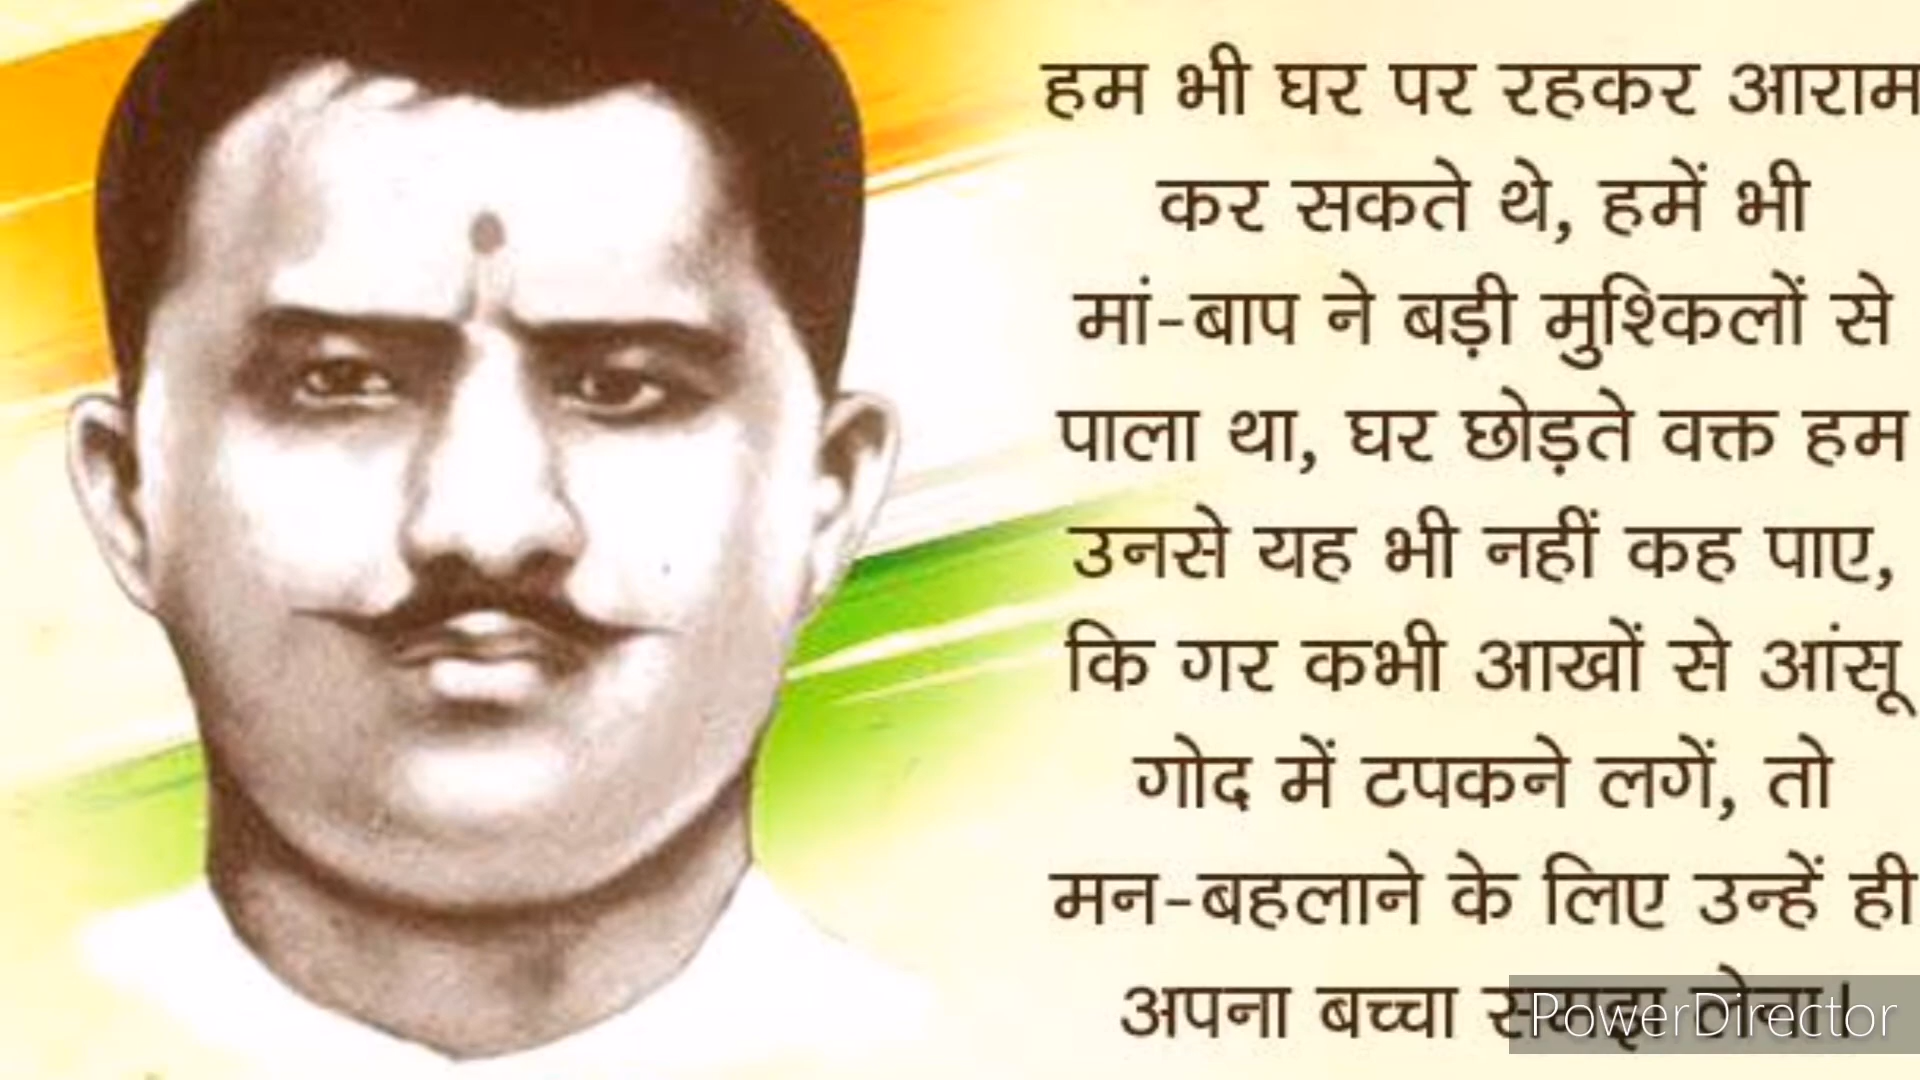 हम भी घर पर रहकर आराम
कर सकते थे, हमें भी
मां-बाप ने बड़ी मुश्किलों से
पाला था, घर छोड़ते वक्त हम
उनसे यह भी नहीं कह पाए,
कि गर कभी आखों से आंसू
गोद में टपकने लगें, तो
मन-बहलाने के लिए उन्हें ही
अपना बच्चा समझ लेना।
PowerDirector